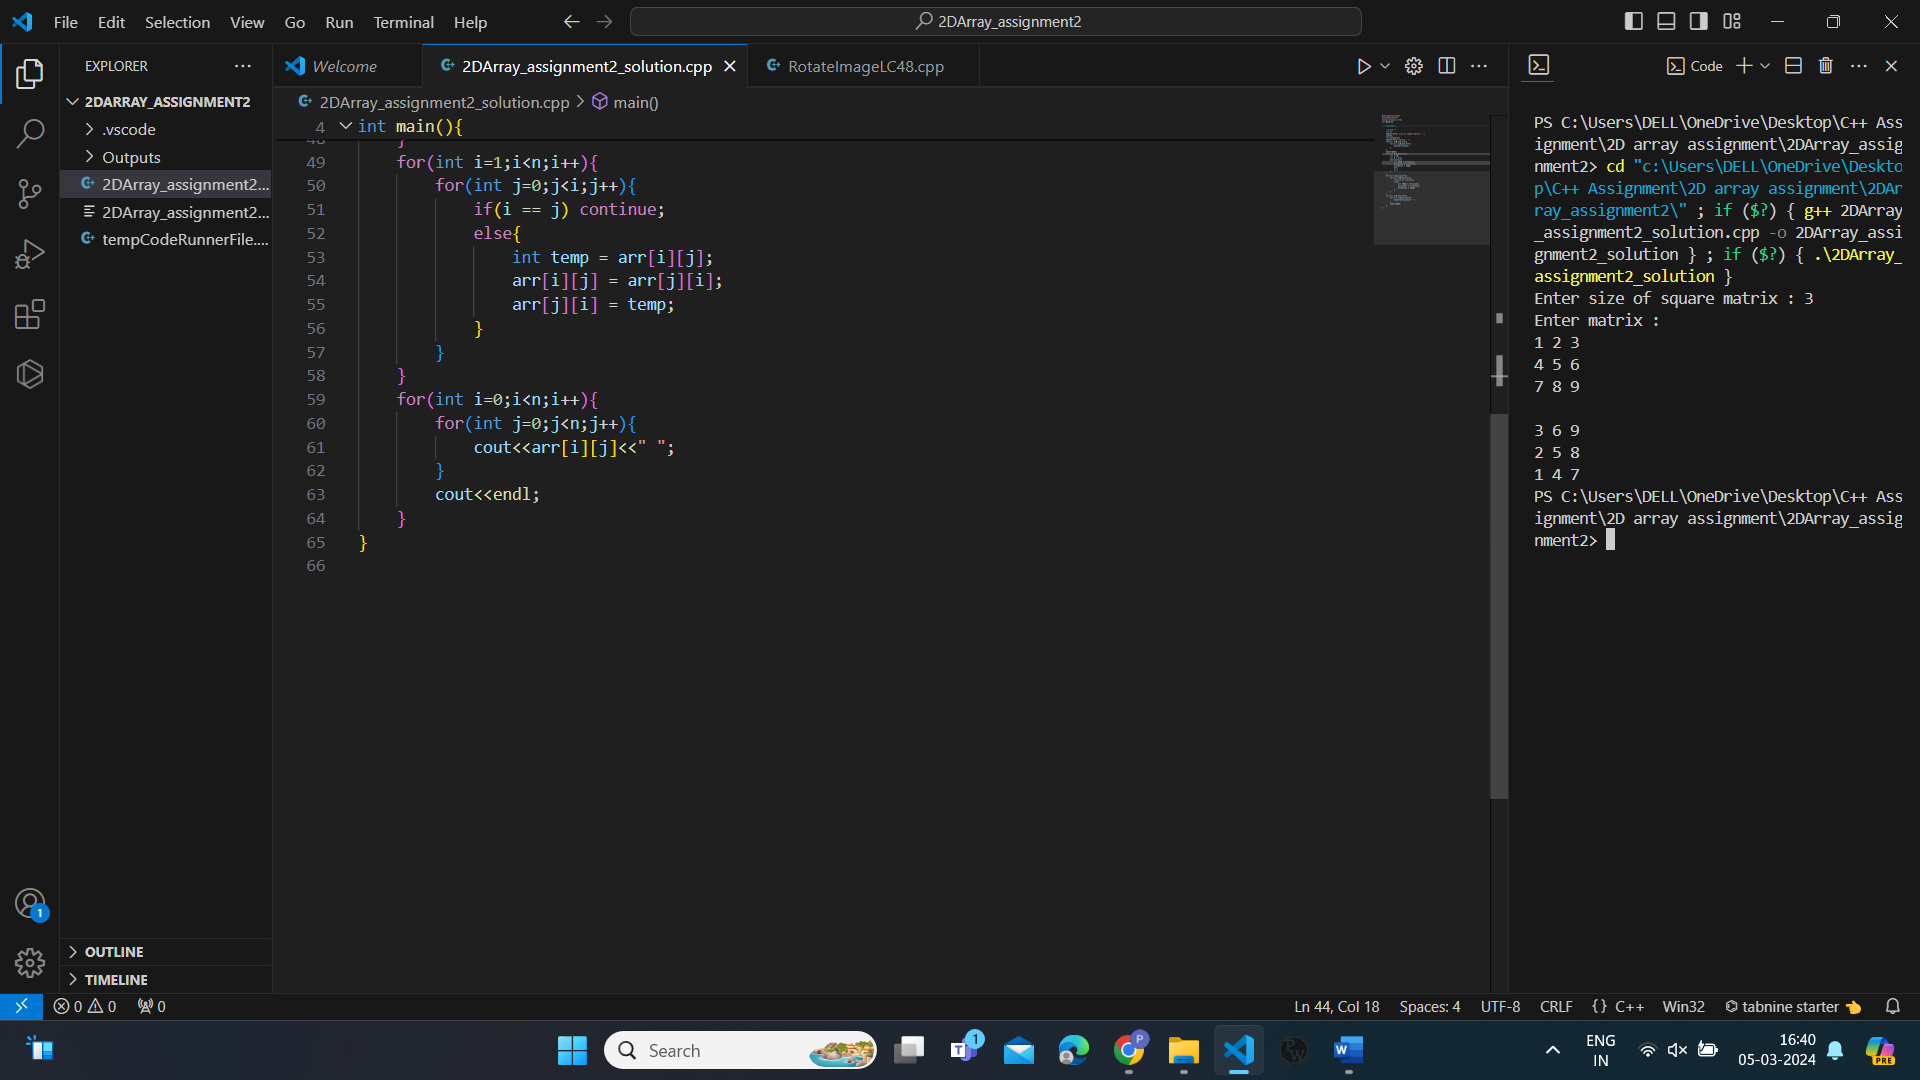 File Edit Selection View Go Run Terminal Help
2DArray_assignment2
EXPLORER
2DARRAY_ASSIGNMENT2
.vscode
Outputs
2DArray_assignment2...
2DArray_assignment2...
tempCodeRunnerFile....
OUTLINE
TIMELINE
1
Welcome
2DArray_assignment2_solution.cpp
RotateImageLC48.cpp
2DArray_assignment2_solution.cpp > main()
4 int main(){
48 }
49 for(int i=1;i<n;i++){
50 for(int j=0;j<i;j++){
51 if(i == j) continue;
52 else{
53 int temp = arr[i][j];
54 arr[i][j] = arr[j][i];
55 arr[j][i] = temp;
56 }
57 }
58 }
59 for(int i=0;i<n;i++){
60 for(int j=0;j<n;j++){
61 cout<<arr[i][j]<<" ";
62 }
63 cout<<endl;
64 }
65 }
66
Code
PS C:\Users\DELL\OneDrive\Desktop\C++ Ass
ignment\2D array assignment\2DArray_assig
nment2> cd "c:\Users\DELL\OneDrive\Deskto
p\C++ Assignment\2D array assignment\2DAr
ray_assignment2\" ; if ($?) { g++ 2DArray
_assignment2_solution.cpp -o 2DArray_assi
gnment2_solution } ; if ($?) { .\2DArray_
assignment2_solution }
Enter size of square matrix : 3
Enter matrix :
1 2 3
4 5 6
7 8 9
3 6 9
2 5 8
1 4 7
PS C:\Users\DELL\OneDrive\Desktop\C++ Ass
ignment\2D array assignment\2DArray_assig
nment2>
0 0 0
Ln 44, Col 18 Spaces: 4 UTF-8 CRLF {} C++ Win32 tabnine starter
Search
1
P
ENG
IN
16:40
05-03-2024
PRE